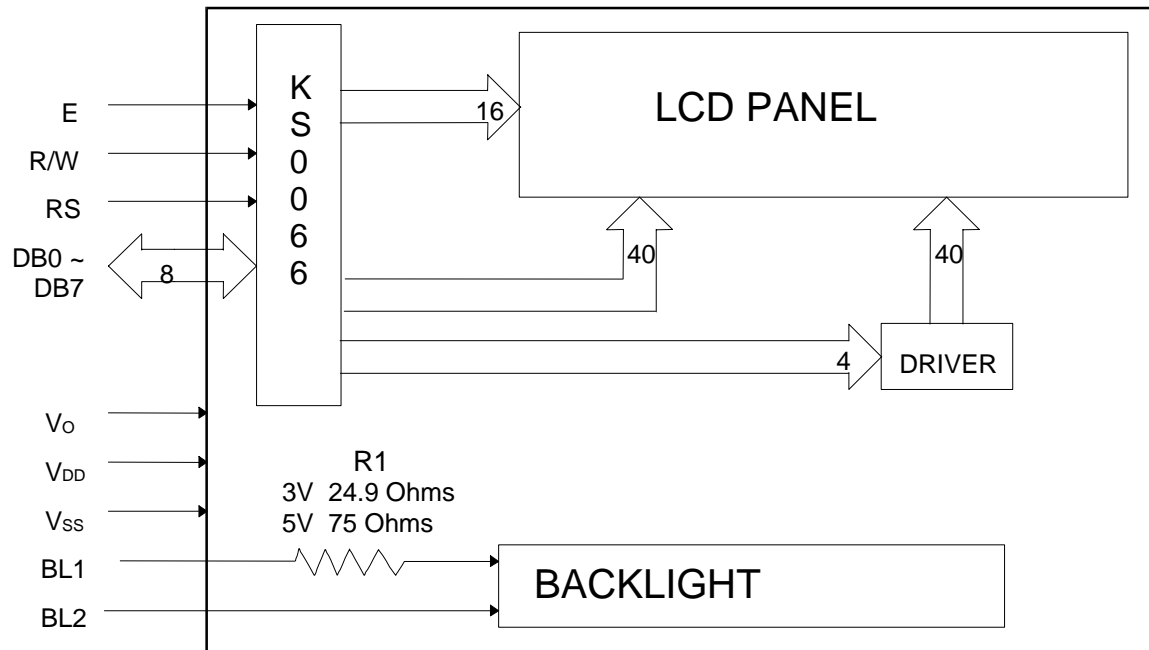 E
R/W
RS
DB0 ~
DB7
8
K
S
0
0
6
6
16
LCD PANEL
40
40
4
DRIVER
VO
VDD
VSS
BL1
BL2
R1
3V 24.9 Ohms
5V 75 Ohms
BACKLIGHT